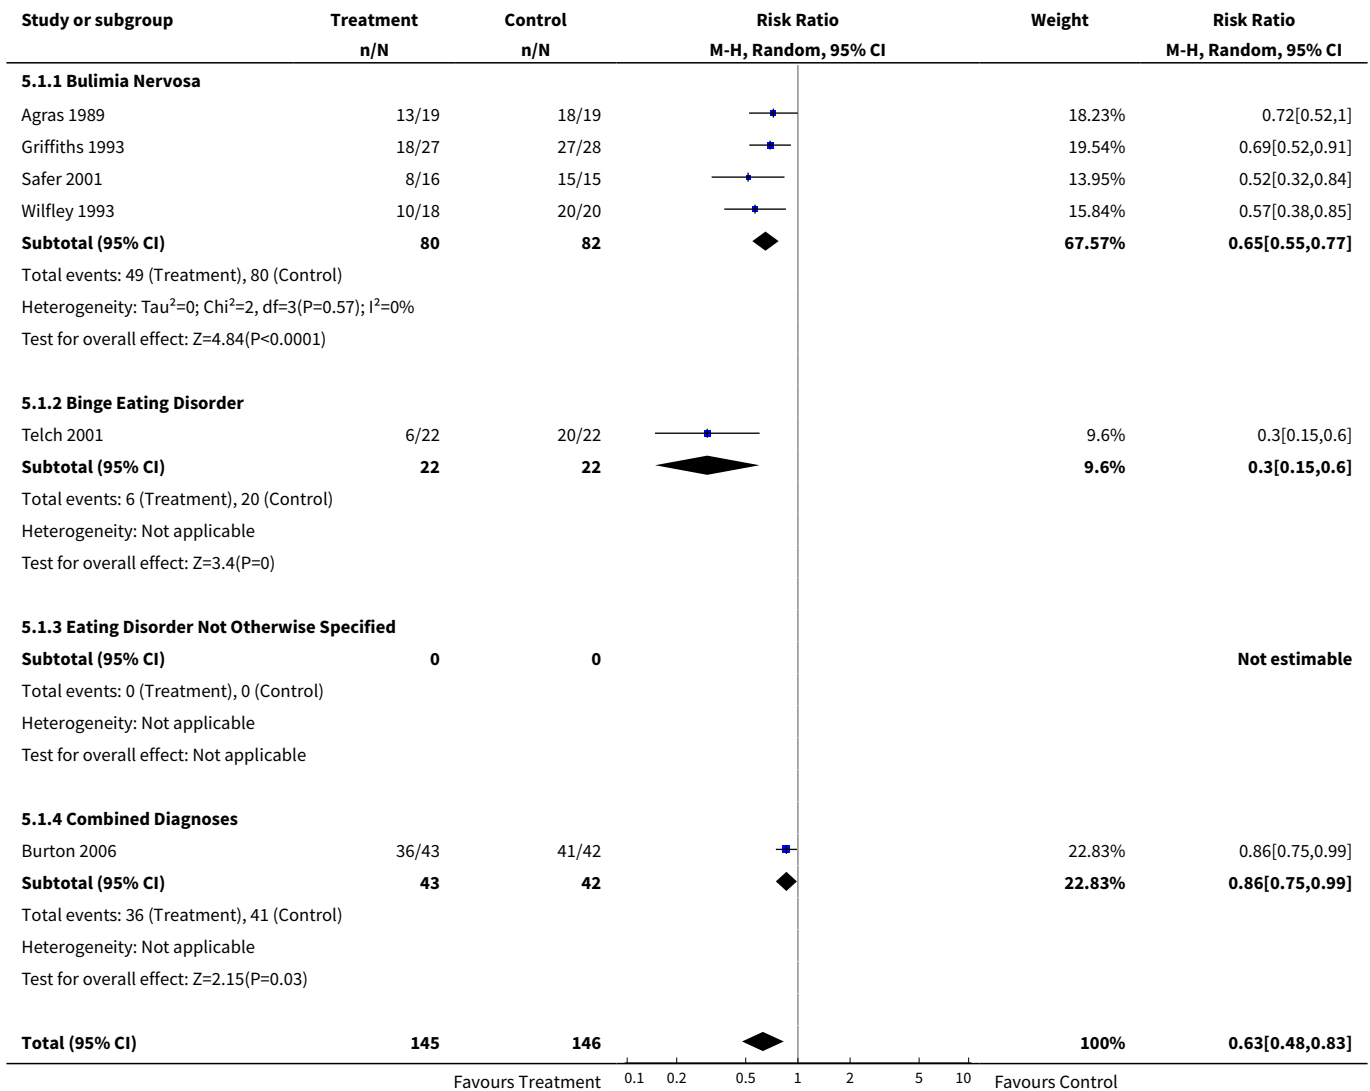 Study or subgroup Treatment Control Risk Ratio Weight Risk Ratio
n/N n/N M-H, Random, 95% CI M-H, Random, 95% CI
5.1.1 Bulimia Nervosa
Agras 1989 13/19 18/19 18.23% 0.72[0.52,1]
Griffiths 1993 18/27 27/28 19.54% 0.69[0.52,0.91]
Safer 2001 8/16 15/15 13.95% 0.52[0.32,0.84]
Wilfley 1993 10/18 20/20 15.84% 0.57[0.38,0.85]
Subtotal (95% CI) 80 82 67.57% 0.65[0.55,0.77]
Total events: 49 (Treatment), 80 (Control)
Heterogeneity: Tau²=0; Chi²=2, df=3(P=0.57); I²=0%
Test for overall effect: Z=4.84(P<0.0001)
5.1.2 Binge Eating Disorder
Telch 2001 6/22 20/22 9.6% 0.3[0.15,0.6]
Subtotal (95% CI) 22 22 9.6% 0.3[0.15,0.6]
Total events: 6 (Treatment), 20 (Control)
Heterogeneity: Not applicable
Test for overall effect: Z=3.4(P=0)
5.1.3 Eating Disorder Not Otherwise Specified
Subtotal (95% CI) 0 0 Not estimable
Total events: 0 (Treatment), 0 (Control)
Heterogeneity: Not applicable
Test for overall effect: Not applicable
5.1.4 Combined Diagnoses
Burton 2006 36/43 41/42 22.83% 0.86[0.75,0.99]
Subtotal (95% CI) 43 42 22.83% 0.86[0.75,0.99]
Total events: 36 (Treatment), 41 (Control)
Heterogeneity: Not applicable
Test for overall effect: Z=2.15(P=0.03)
Total (95% CI) 145 146 100% 0.63[0.48,0.83]
Favours Treatment 0.1 0.2 0.5 1 2 5 10 Favours Control